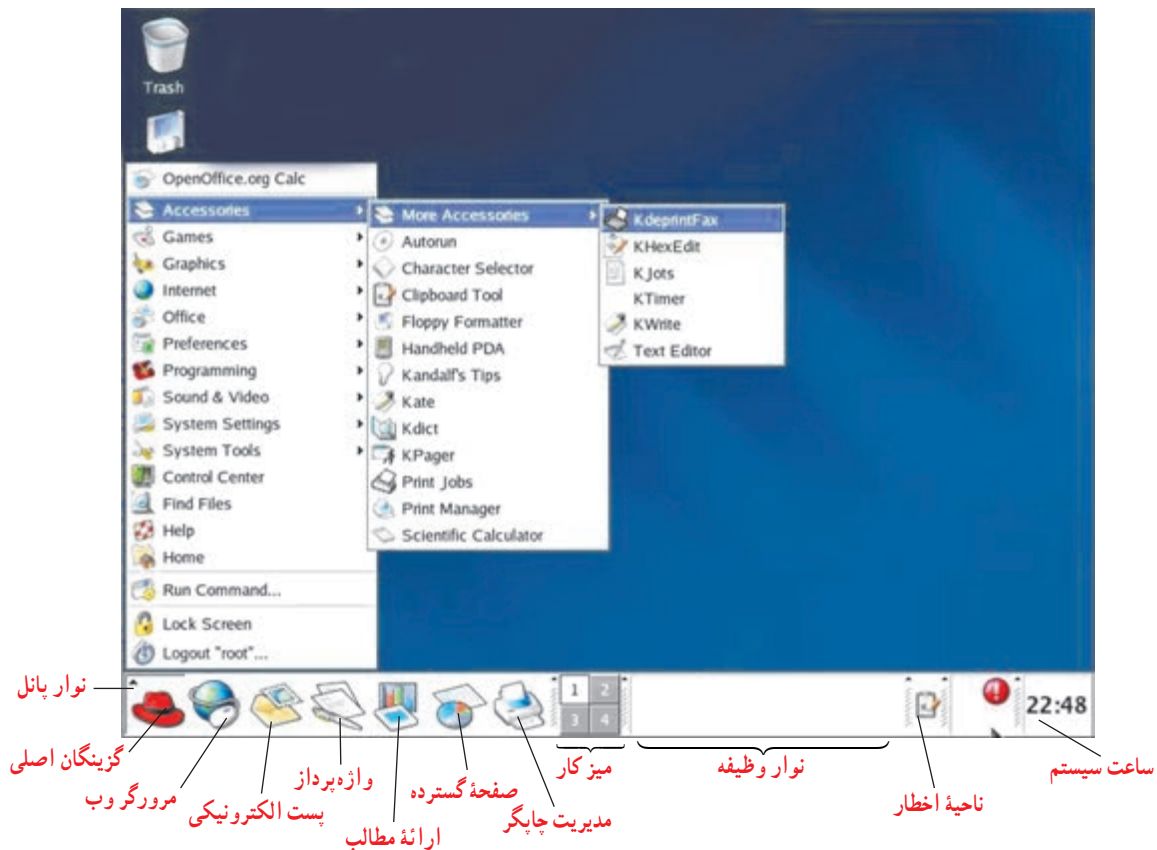 Trash
OpenOffice.org Calc
Accessories
Games
Graphics
Internet
Office
Preferences
Programming
Sound & Video
System Settings
System Tools
Control Center
Find Files
Help
Home
Run Command...
Lock Screen
Logout "root"...
More Accessories
Autorun
Character Selector
Clipboard Tool
Floppy Formatter
Handheld PDA
Kandalf's Tips
Kate
Kdict
KPager
Print Jobs
Print Manager
Scientific Calculator
KdeprintFax
KHexEdit
KJots
KTimer
KWrite
Text Editor
1 2
3 4
22:48
نوار پانل
گزینگان اصلی
مرورگر وب
پست الکترونیکی
واژه‌پرداز
ارائهٔ مطالب
صفحهٔ گسترده
مدیریت چاپگر
میز کار
نوار وظیفه
ناحیهٔ اخطار
ساعت سیستم